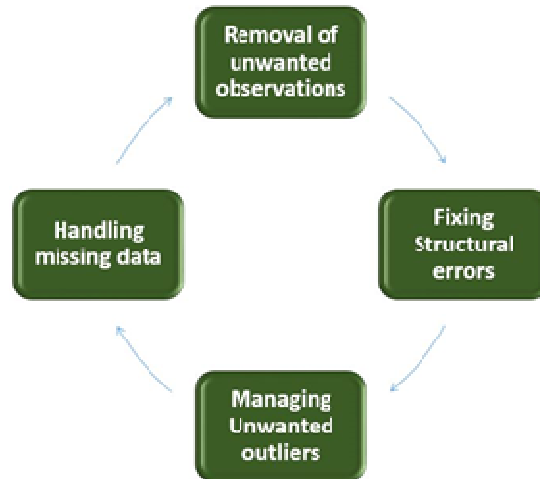 Removal of
unwanted
observations
Fixing
Structural
errors
Managing
Unwanted
outliers
Handling
missing data